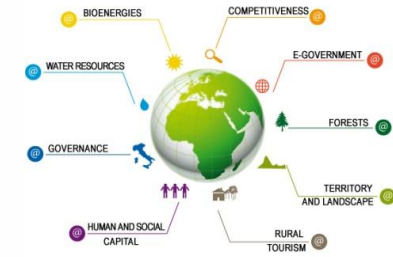 @ BIOENERGIES
COMPETITIVENESS @
E-GOVERNMENT @
@ WATER RESOURCES
FORESTS @
@ GOVERNANCE
TERRITORY
AND LANDSCAPE @
@ HUMAN AND SOCIAL
CAPITAL
RURAL
TOURISM @